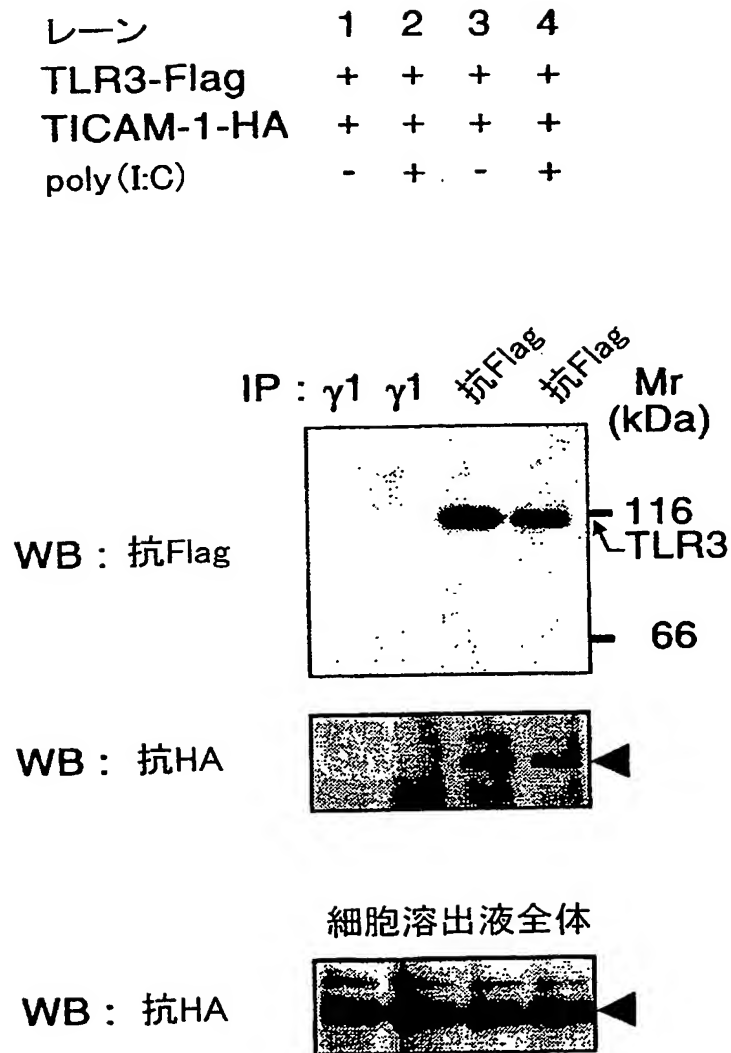 レーン 1 2 3 4
TLR3-Flag + + + +
TICAM-1-HA + + + +
poly(I:C) - + - +
IP : γ1 γ1 抗Flag 抗Flag Mr
(kDa)
116
WB : 抗Flag TLR3
66
WB : 抗HA
細胞溶出液全体
WB : 抗HA